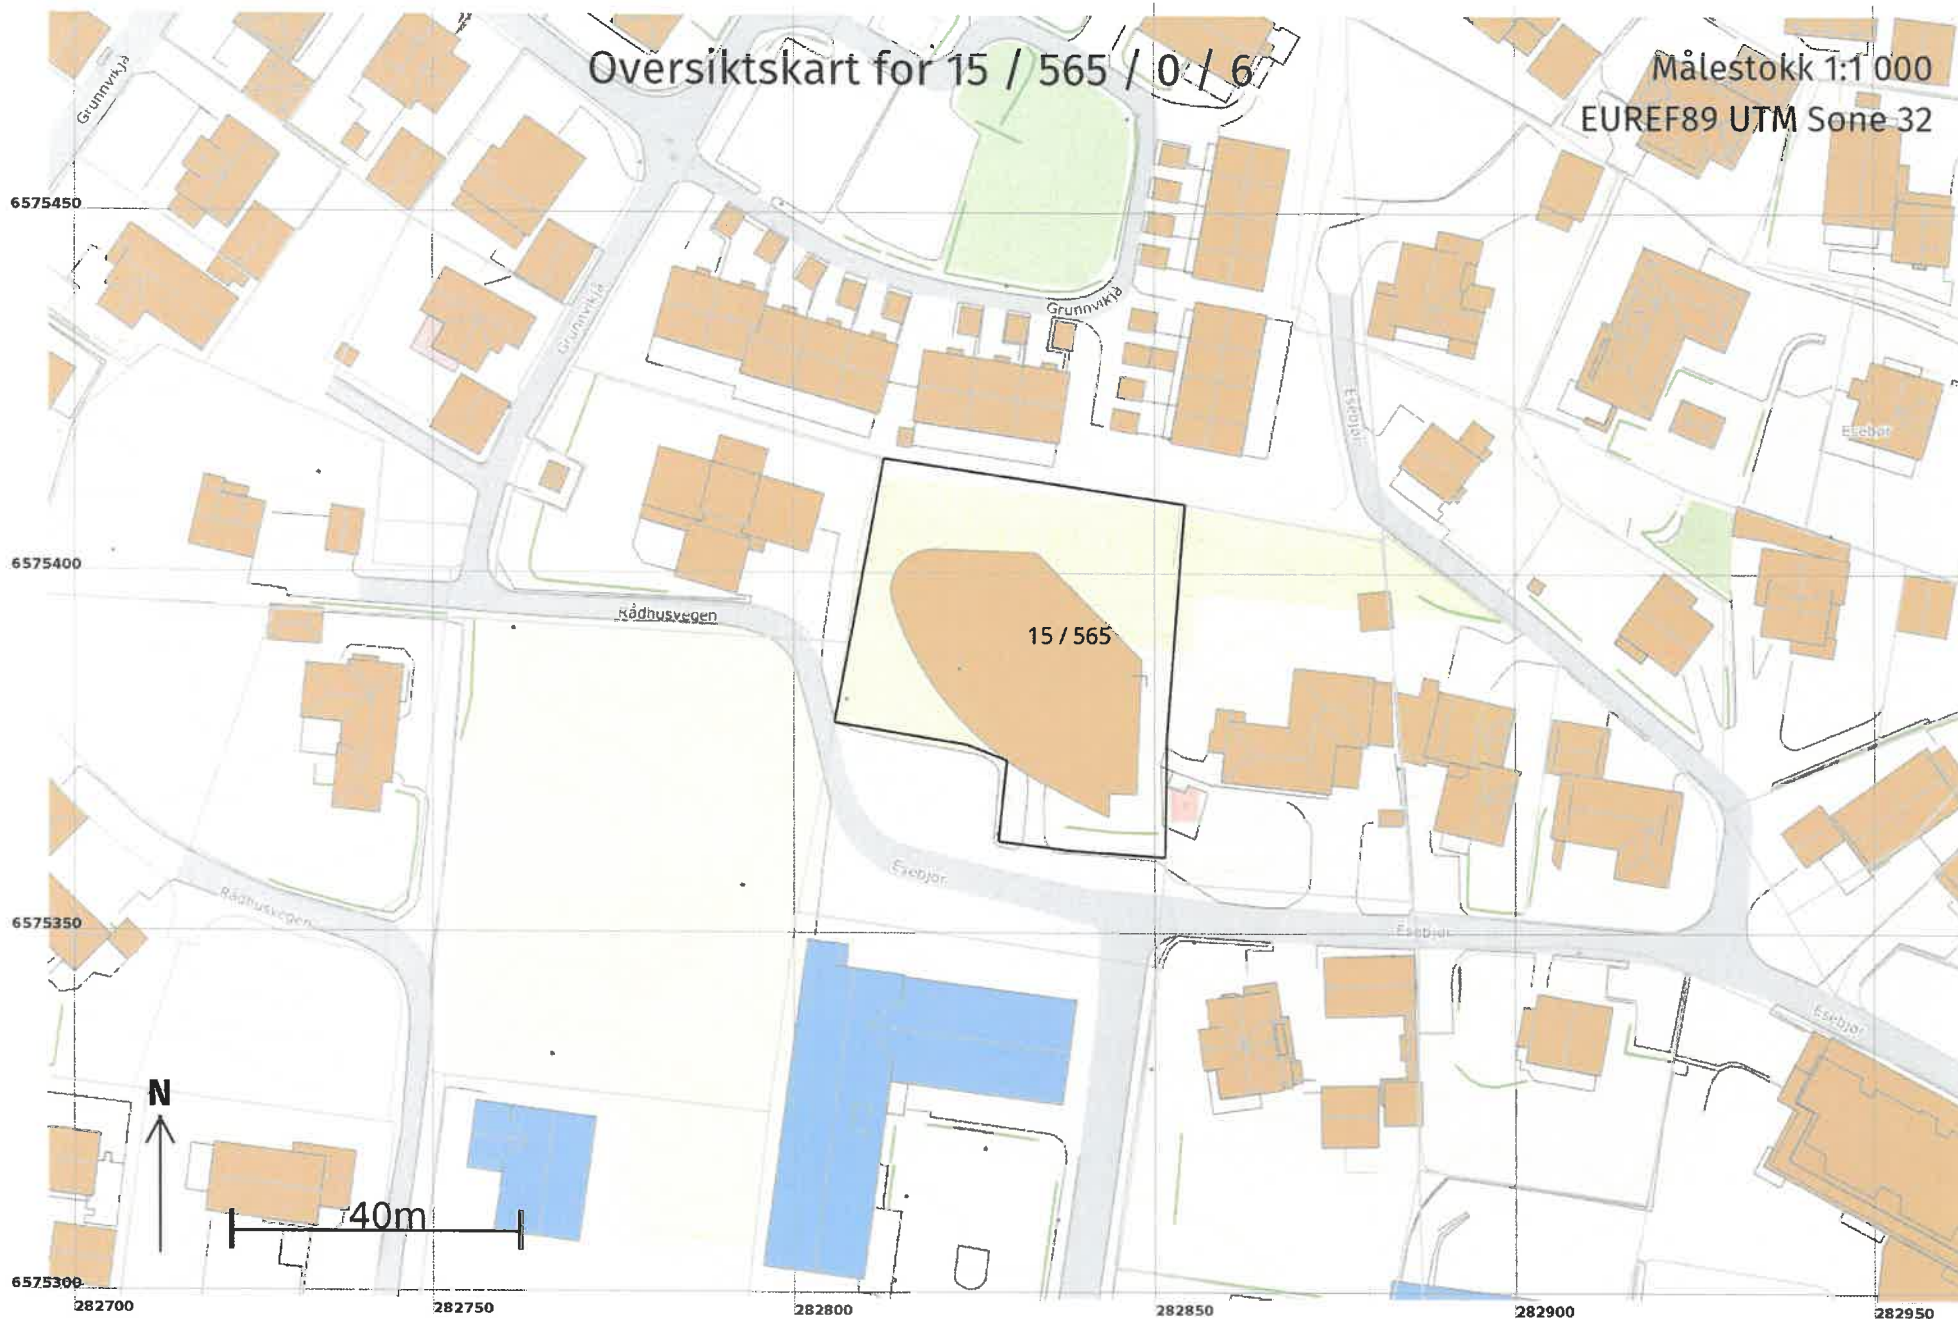 Oversiktskart for 15 / 565 / 0 / 6
Målestokk 1:1 000
EUREF89 UTM Sone 32
Grunnvikja
6575450
Grunnvikja
Grunnvikja
Esebjør
Esebør
6575400
Rådhusvegen
15 / 565
Esebjør
Rådhusvegen
6575350
Esebjør
Esebjør
N
40m
6575300
282700
282750
282800
282850
282900
282950